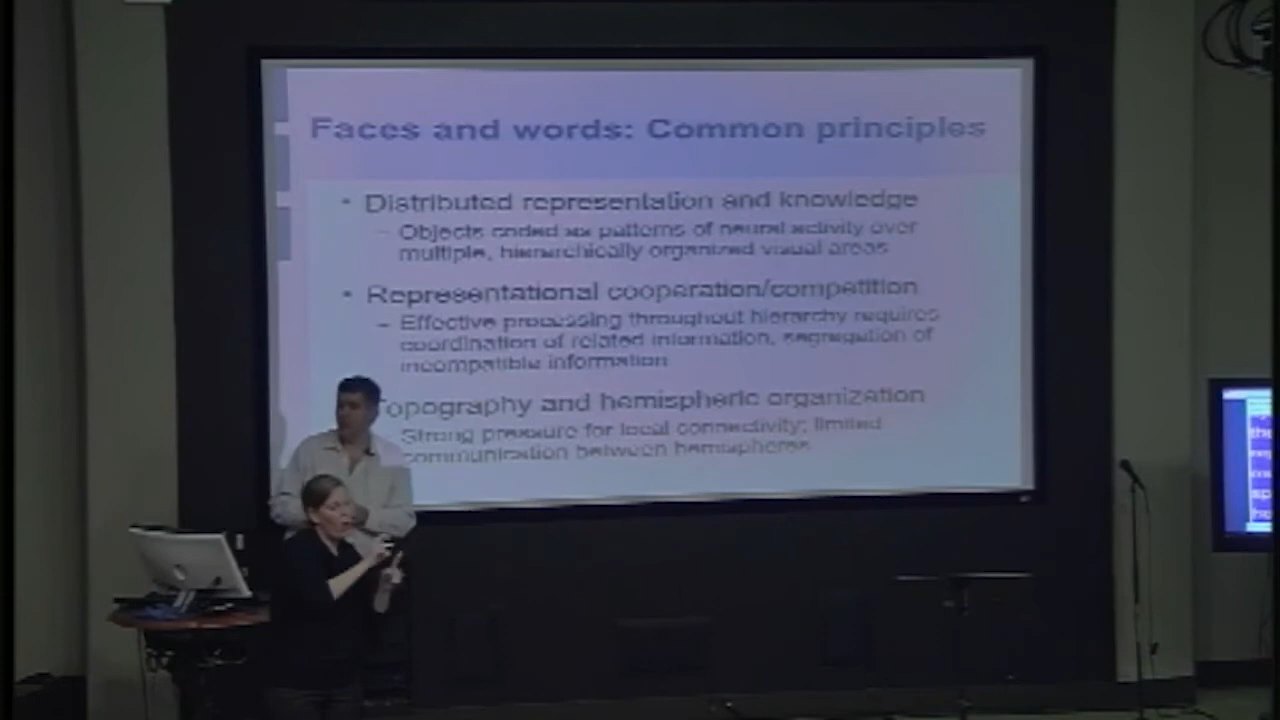 Faces and words: Common principles
• Distributed representation and knowledge
– Objects coded as patterns of neural activity over
multiple, hierarchically organized visual areas
• Representational cooperation/competition
– Effective processing throughout hierarchy requires
coordination of related information, segregation of
incompatible information
opography and hemispheric organization
Strong pressure for local connectivity; limited
communication between hemispheres